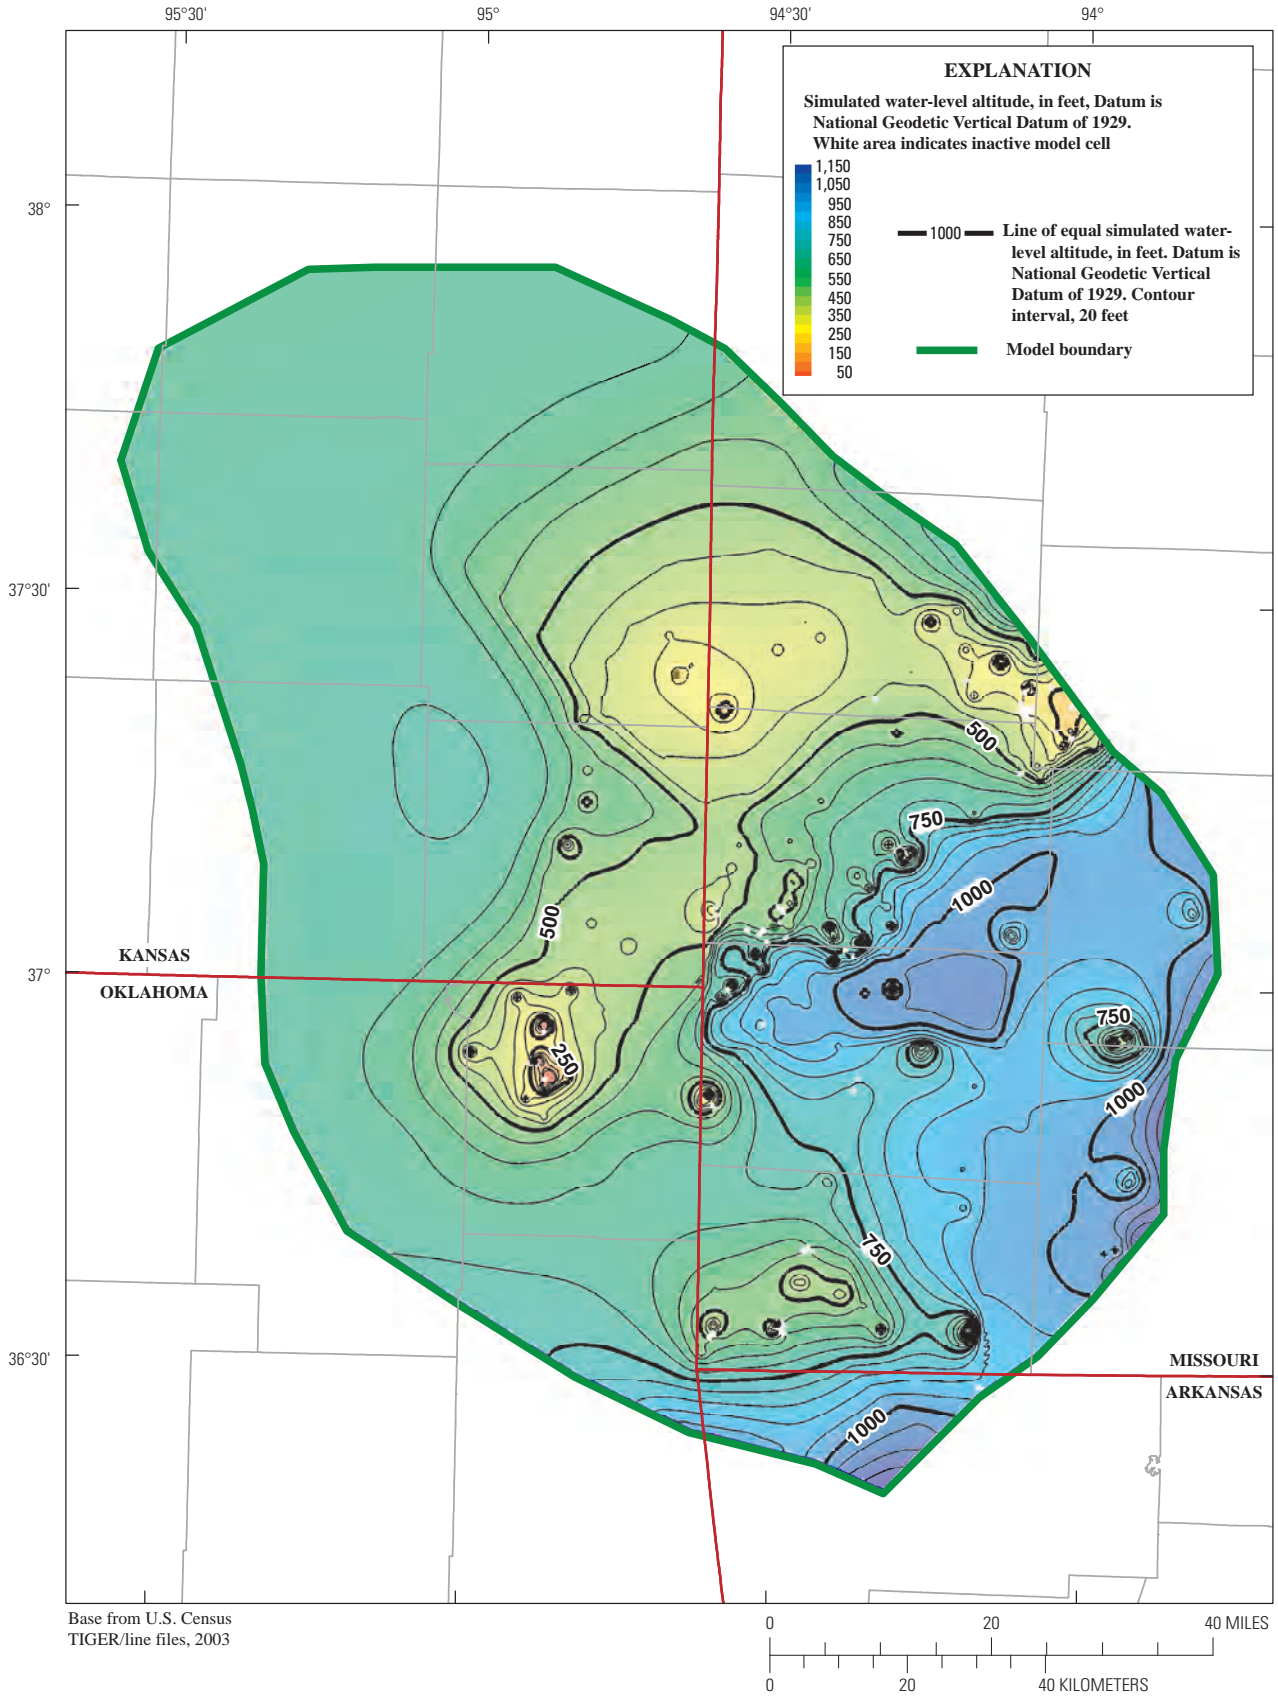 95°30'
95°
94°30'
94°
EXPLANATION
Simulated water-level altitude, in feet, Datum is
National Geodetic Vertical Datum of 1929.
White area indicates inactive model cell
1,150
1,050
950
850
750
650
550
450
350
250
150
50
1000
Line of equal simulated water-
level altitude, in feet. Datum is
National Geodetic Vertical
Datum of 1929. Contour
interval, 20 feet
Model boundary
38°
37°30'
37°
36°30'
500
750
1000
500
KANSAS
OKLAHOMA
250
750
1000
750
1000
MISSOURI
ARKANSAS
Base from U.S. Census
TIGER/line files, 2003
0
20
40 MILES
0
20
40 KILOMETERS